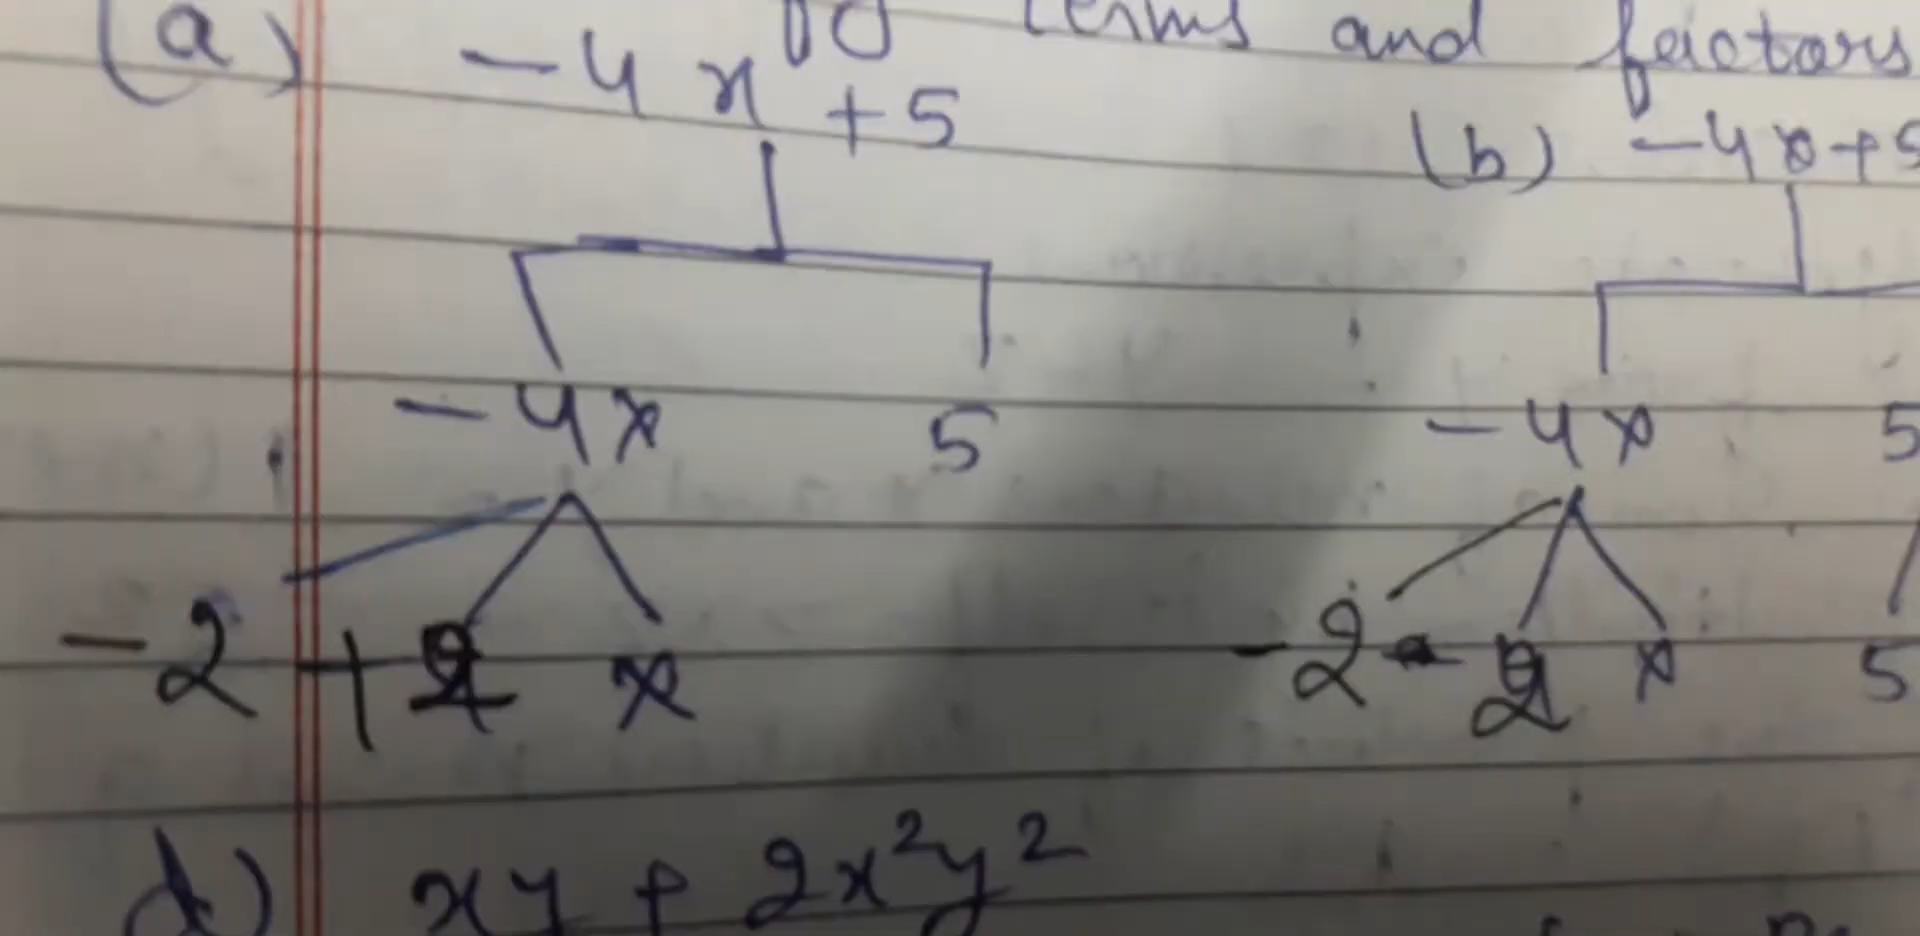 terms and factors
(a) -4x +5
(b) -4x+5
-4x 5
-4x 5
-2 +2 x
-2 - 2 x 5
d) xy + 2x²y²